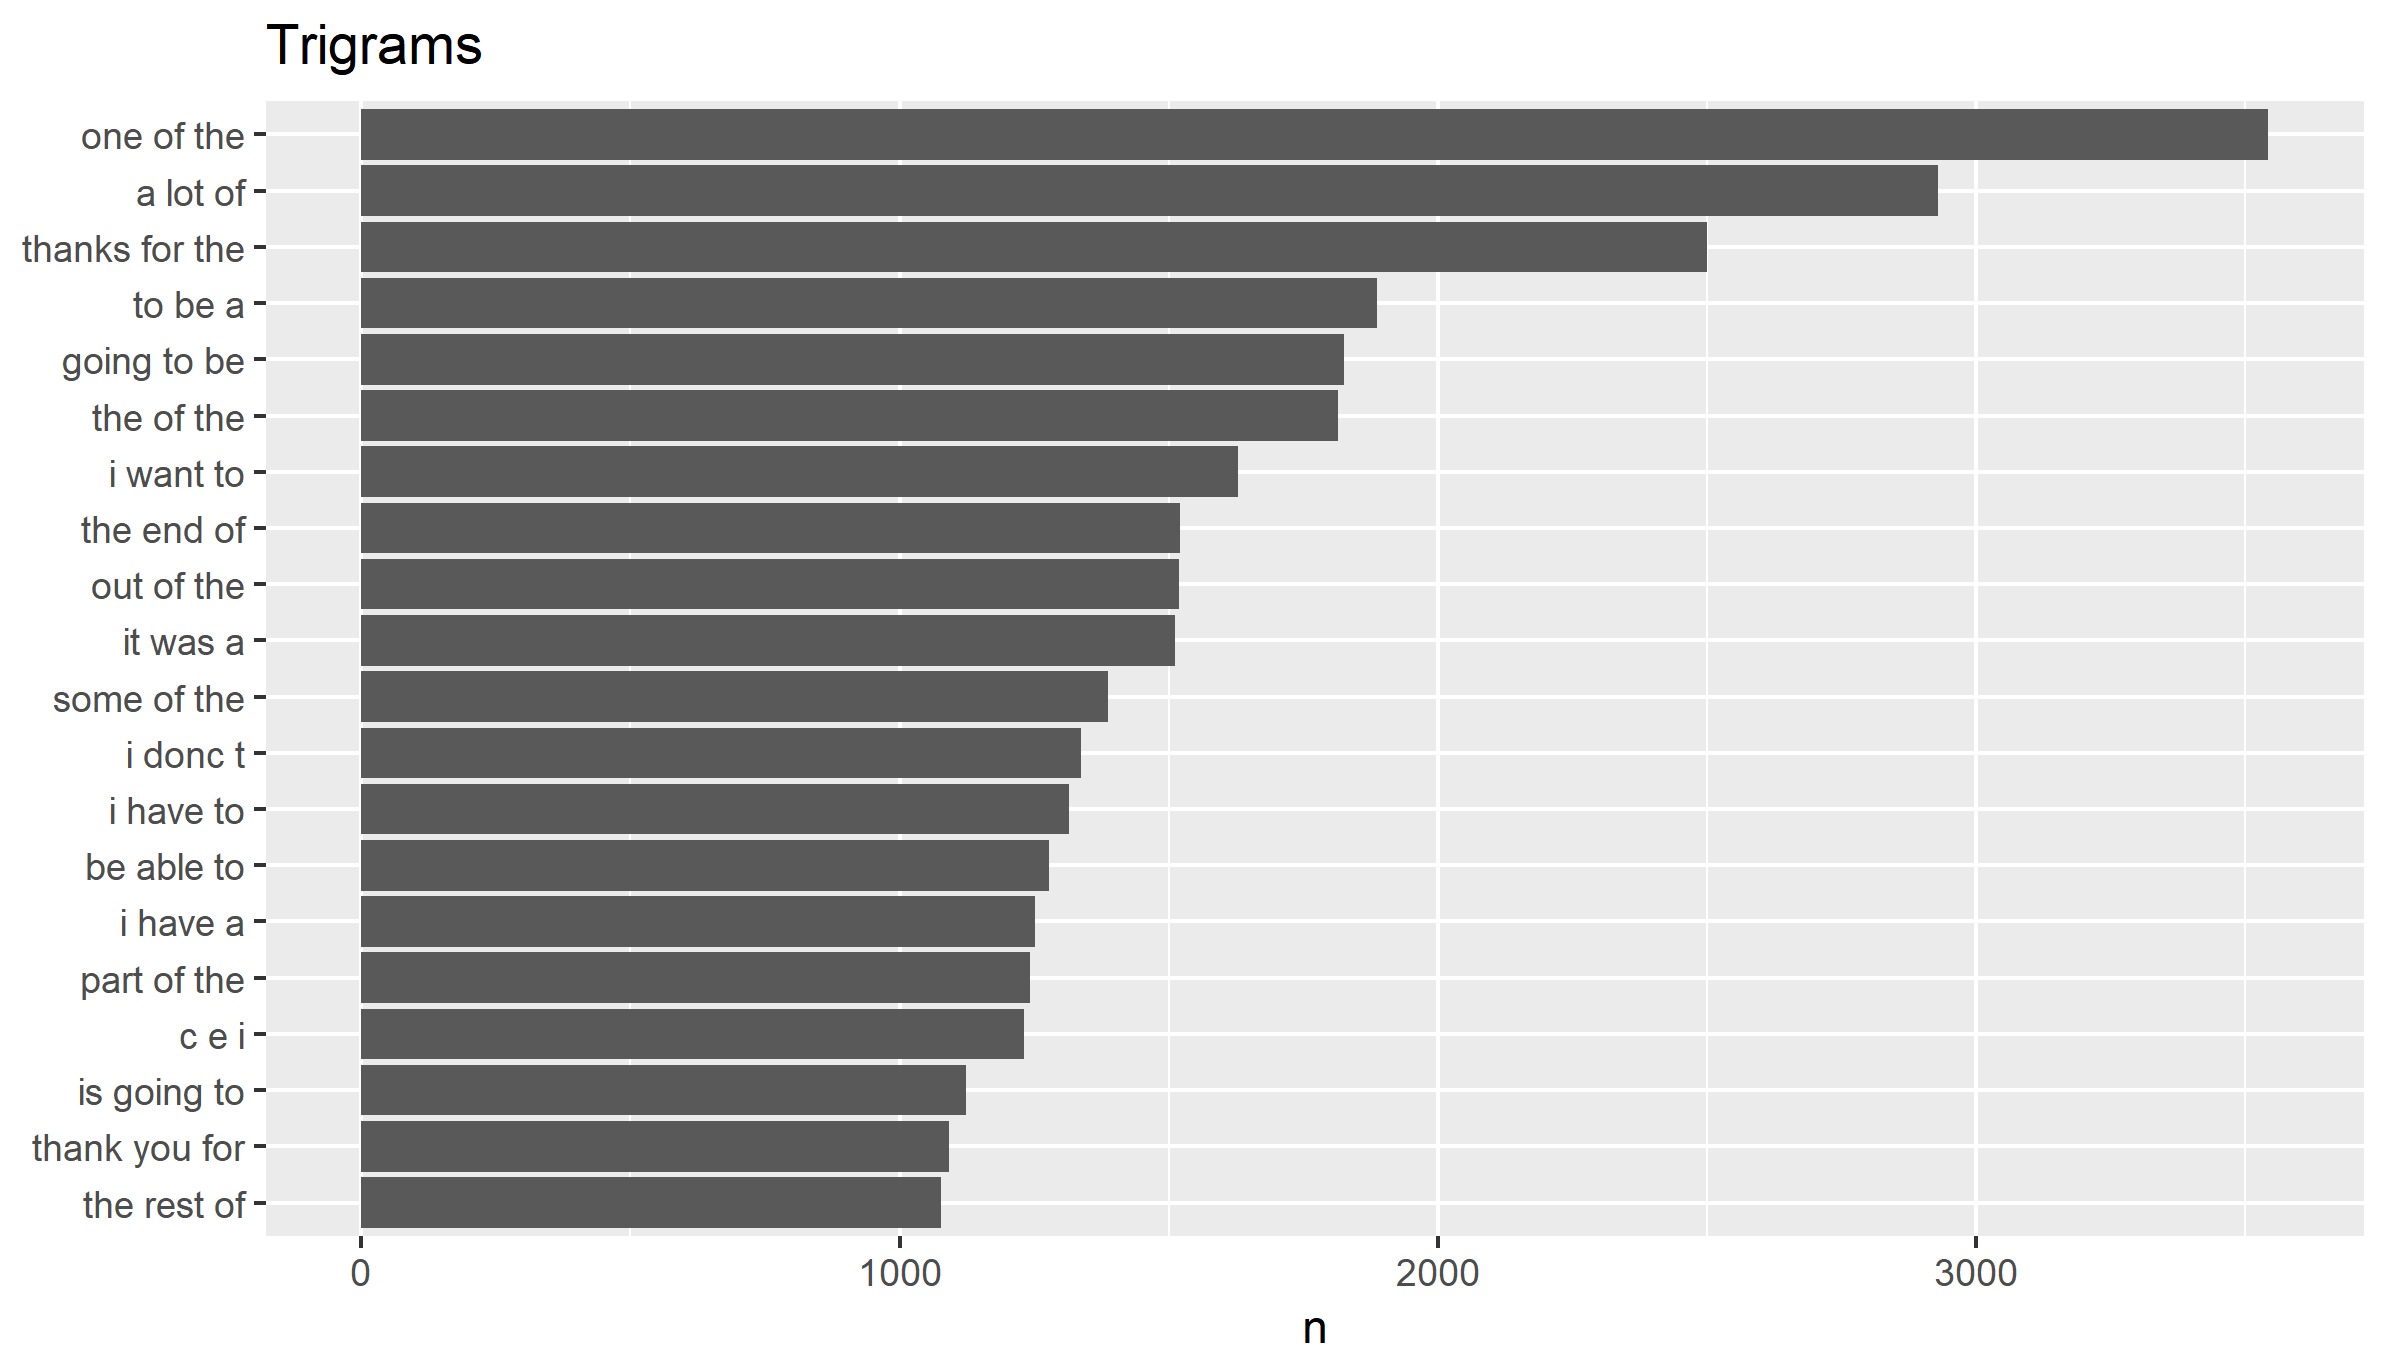 Trigrams
one of the
a lot of
thanks for the
to be a
going to be
the of the
i want to
the end of
out of the
it was a
some of the
i donc t
i have to
be able to
i have a
part of the
c e i
is going to
thank you for
the rest of
0 1000 2000 3000
n